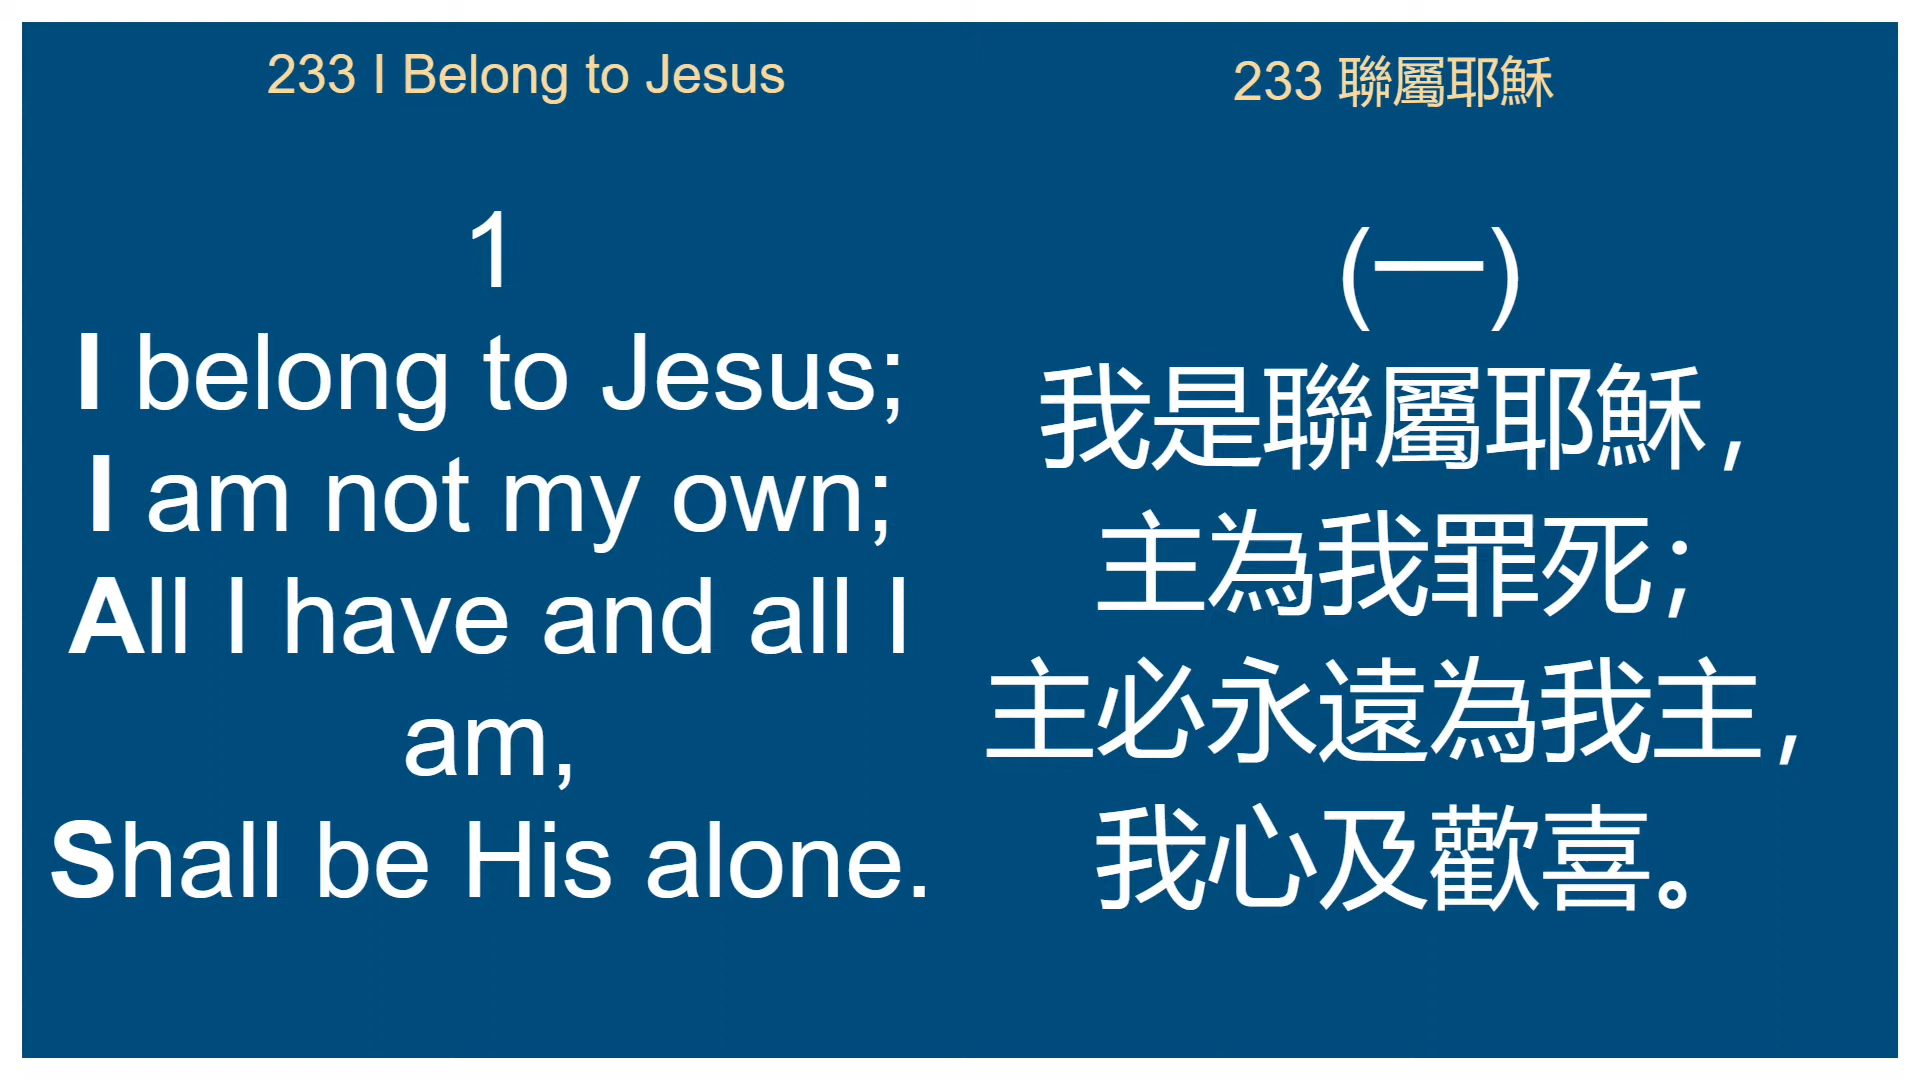 233 I Belong to Jesus
1
I belong to Jesus;
I am not my own;
All I have and all I
am,
Shall be His alone.
233 聯屬耶穌
(一)
我是聯屬耶穌,
主為我罪死;
主必永遠為我主,
我心及歡喜。